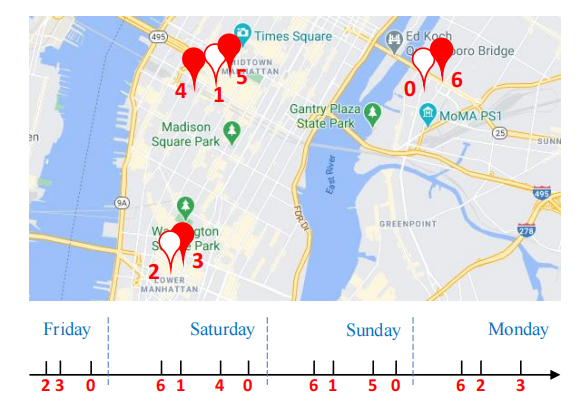 495
Times Square
Ed Koch
boro Bridge
MIDTOWN
MANHATTAN
4
1
5
0
6
Gantry Plaza
State Park
MoMA PS1
Madison
Square Park
25
SUNN
en
East River
495
9A
FDR Dr
GREENPOINT
278
Park
2
3
LOWER
MANHATTAN
Friday
Saturday
Sunday
Monday
2 3 0 6 1 4 0 6 1 5 0 6 2 3